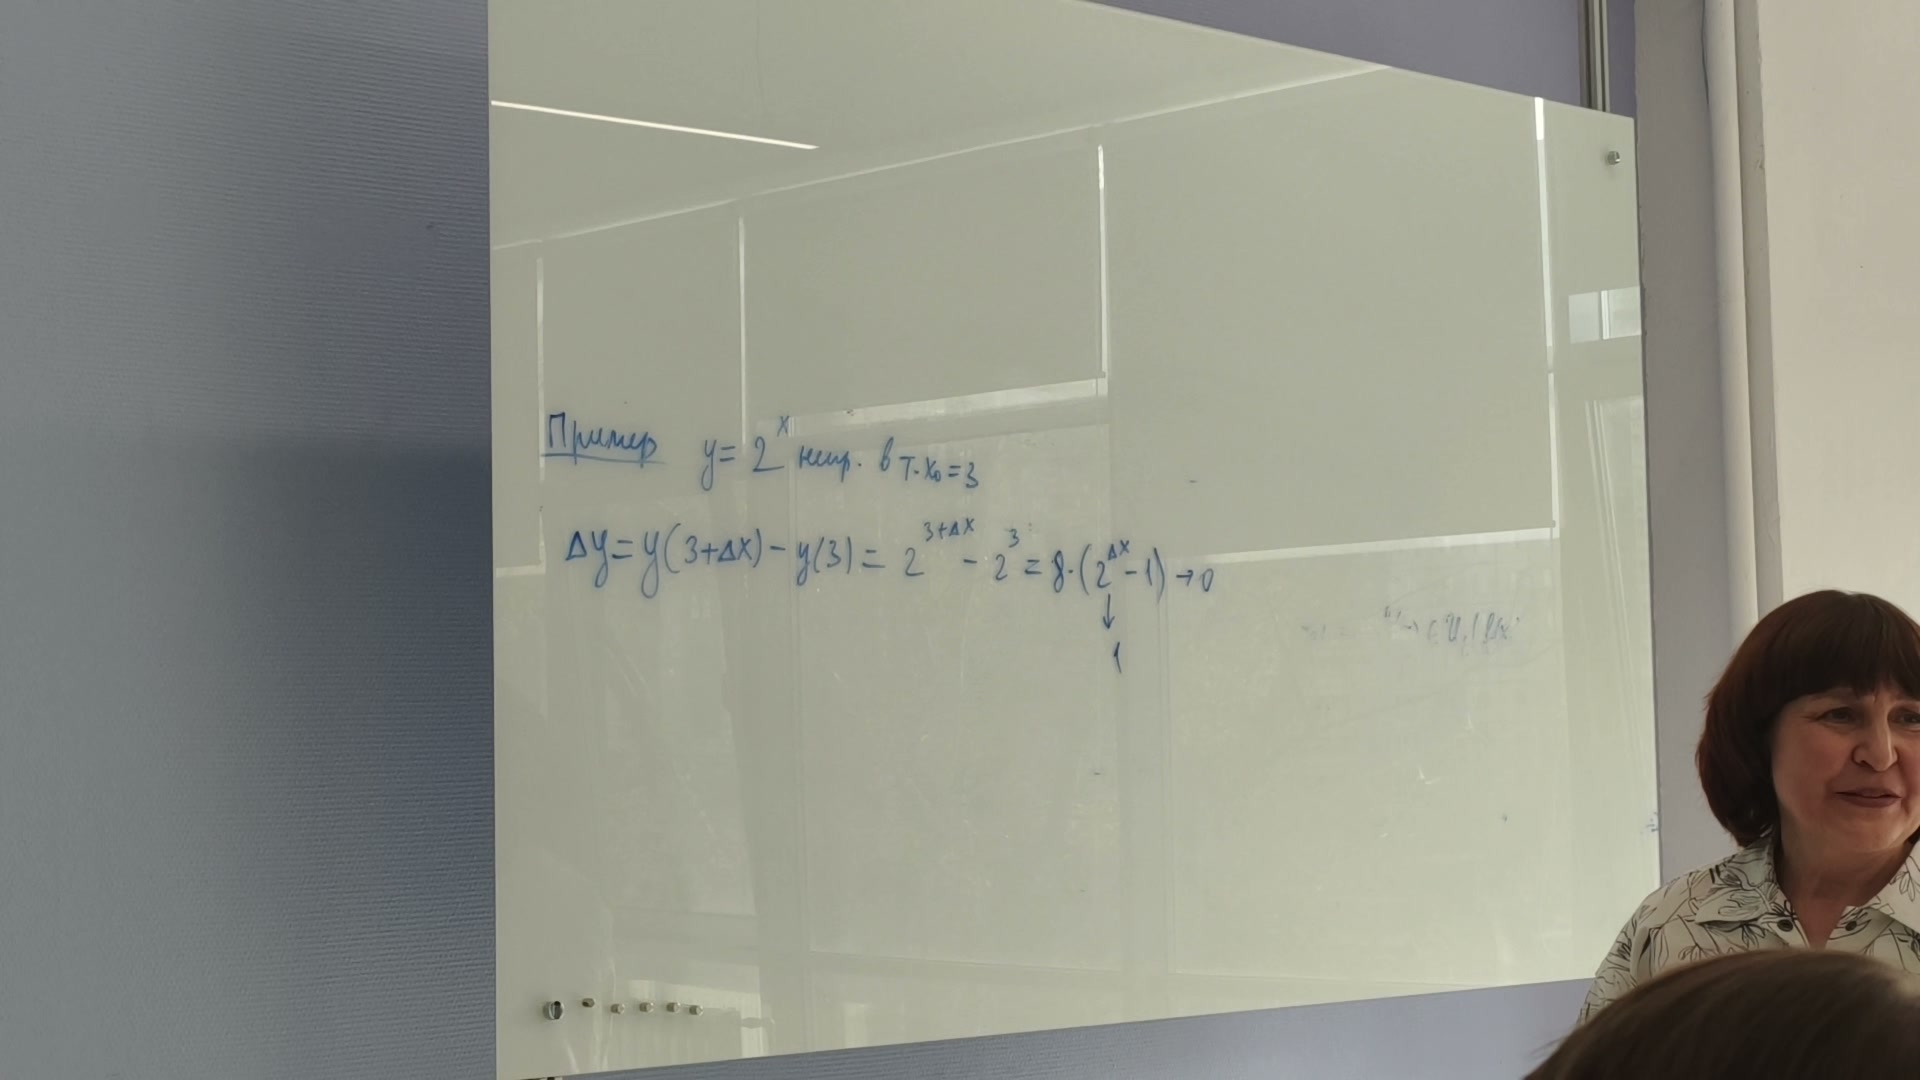 Пример y = 2^x непр. в т. x₀ = 3
Δy = y(3+Δx) − y(3) = 2^(3+Δx) − 2^3 = 8·(2^Δx − 1) → 0
↓
1